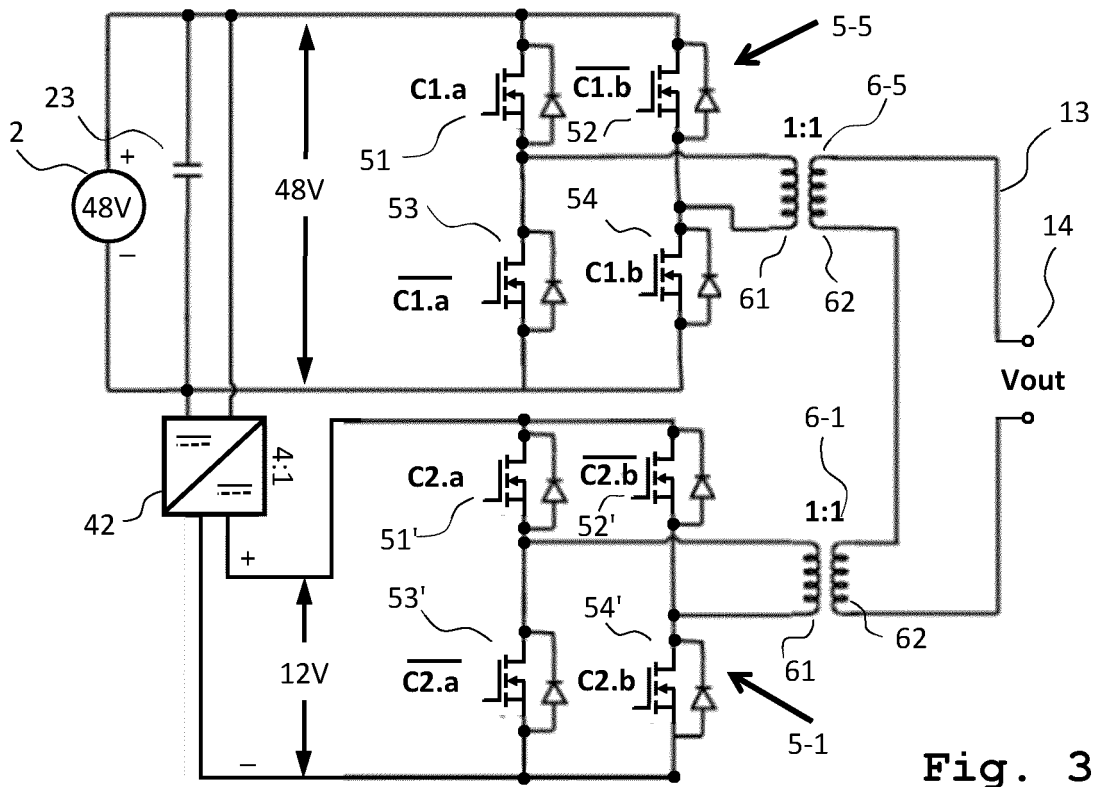 5-5
C1.a
C1.b
23
2
6-5
13
+
48V
48V
51
52
1:1
−
53
54
14
C1.a
C1.b
61
62
Vout
4:1
6-1
C2.a
C2.b
42
51'
52'
1:1
+
53'
54'
12V
C2.a
C2.b
61
62
−
5-1
Fig. 3